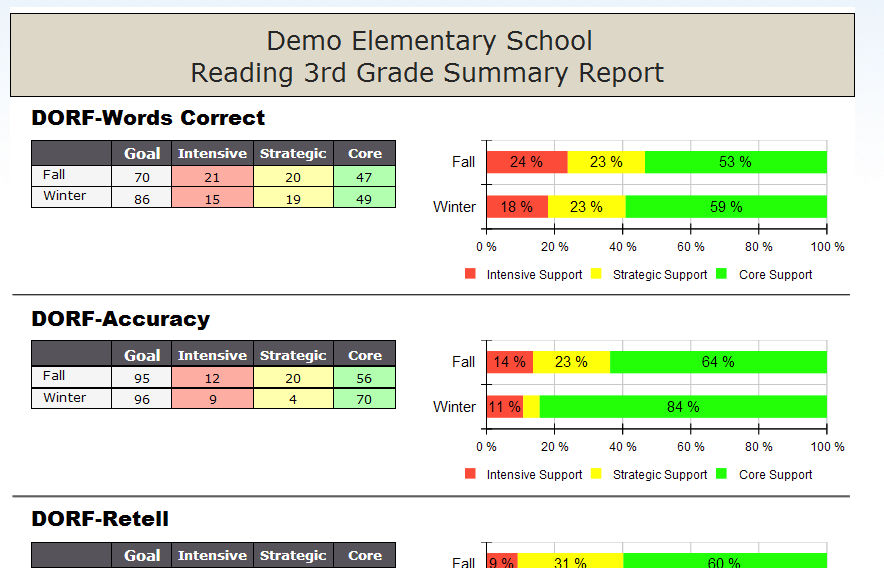 Demo Elementary School
Reading 3rd Grade Summary Report
DORF-Words Correct
Goal Intensive Strategic Core
Fall 70 21 20 47
Winter 86 15 19 49
Fall 24 % 23 % 53 %
Winter 18 % 23 % 59 %
0 % 20 % 40 % 60 % 80 % 100 %
Intensive Support Strategic Support Core Support
DORF-Accuracy
Goal Intensive Strategic Core
Fall 95 12 20 56
Winter 96 9 4 70
Fall 14 % 23 % 64 %
Winter 11 % 84 %
0 % 20 % 40 % 60 % 80 % 100 %
Intensive Support Strategic Support Core Support
DORF-Retell
Goal Intensive Strategic Core
Fall 9 % 31 % 60 %